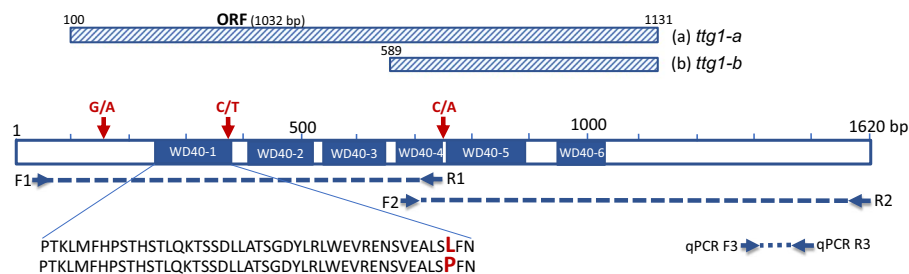 ORF (1032 bp)
100 1131
(a) ttg1-a
589
(b) ttg1-b
G/A C/T C/A
1 500 1000 1620 bp
WD40-1 WD40-2 WD40-3 WD40-4 WD40-5 WD40-6
F1 R1
F2 R2
PTKLMFHPSTHSTLQKTSSDLLATSGDYLRLWEVRENSVEALSLFN
PTKLMFHPSTHSTLQKTSSDLLATSGDYLRLWEVRENSVEALSPFN
qPCR F3 qPCR R3